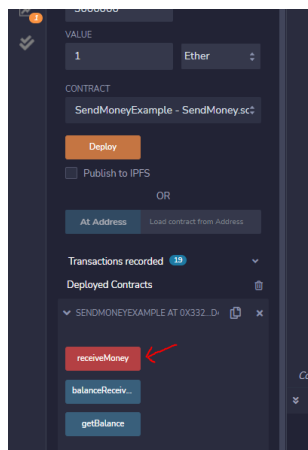 3000000
1
VALUE
1
Ether
CONTRACT
SendMoneyExample - SendMoney.sc
Deploy
Publish to IPFS
OR
At Address
Load contract from Address
Transactions recorded 19
Deployed Contracts
SENDMONEYEXAMPLE AT 0X332...D
receiveMoney
balanceReceiv...
getBalance